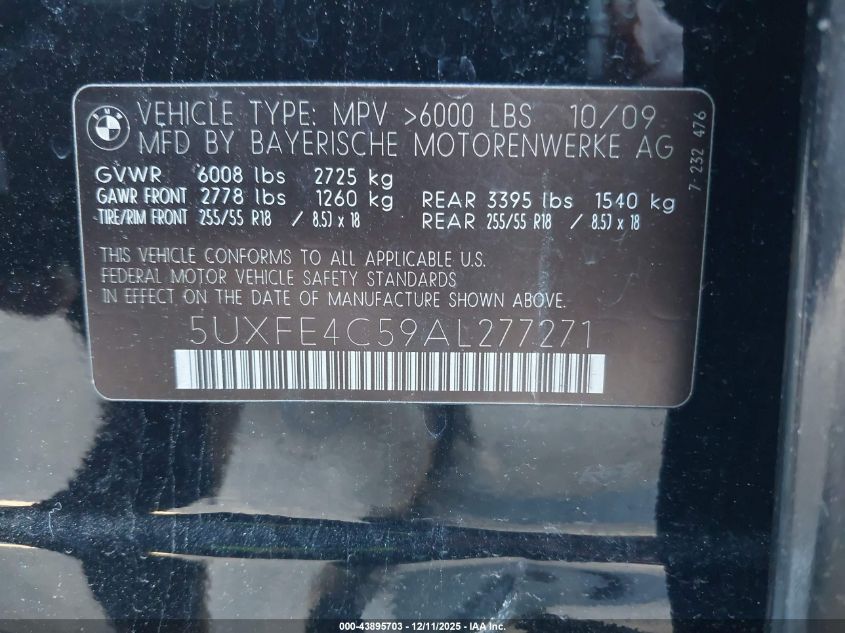 BMW
VEHICLE TYPE: MPV >6000 LBS 10/09
MFD BY BAYERISCHE MOTORENWERKE AG
7-232 476
GVWR 6008 lbs 2725 kg
GAWR FRONT 2778 lbs 1260 kg REAR 3395 lbs 1540 kg
TIRE/RIM FRONT 255/55 R18 / 8.5J x 18 REAR 255/55 R18 / 8.5J x 18
THIS VEHICLE CONFORMS TO ALL APPLICABLE U.S.
FEDERAL MOTOR VEHICLE SAFETY STANDARDS
IN EFFECT ON THE DATE OF MANUFACTURE SHOWN ABOVE.
5UXFE4C59AL277271
000-43895703 - 12/11/2025 - IAA Inc.